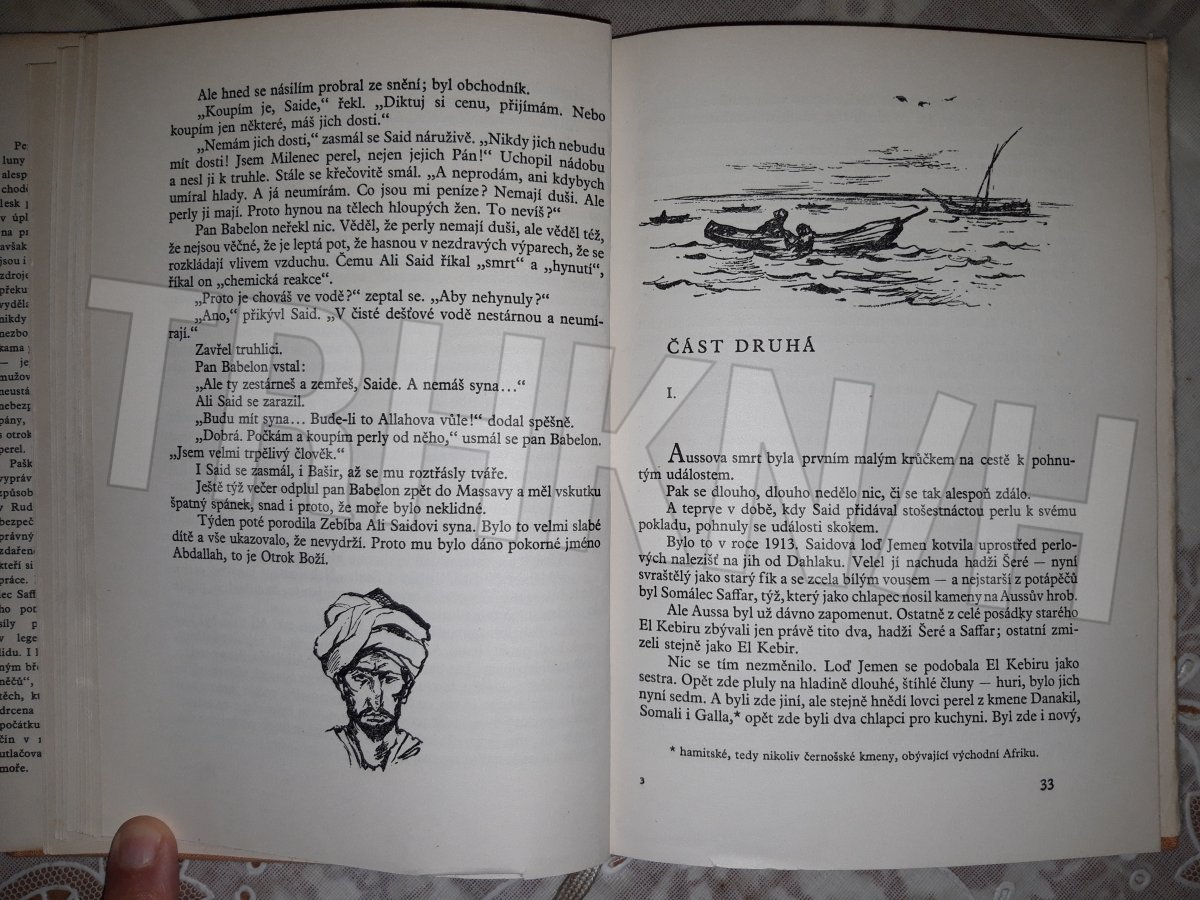 Ale hned se násilím probral ze snění; byl obchodník.
„Koupím je, Saide,“ řekl. „Diktuj si cenu, přijímám. Nebo
koupím jen některé, máš jich dosti.“
„Nemám jich dosti,“ zasmál se Said náruživě. „Nikdy jich nebudu
mít dosti! Jsem Milenec perel, nejen jejich Pán!“ Uchopil nádobu
a nesl ji k truhle. Stále se křečovitě smál. „A neprodám, ani kdybych
umíral hlady. A já neumírám. Co jsou mi peníze? Nemají duši. Ale
perly ji mají. Proto hynou na tělech hloupých žen. To nevíš?“
Pan Babelon neřekl nic. Věděl, že perly nemají duši, ale věděl též,
že nejsou věčné, že je leptá pot, že hasnou v nezdravých výparech, že se
rozkládají vlivem vzduchu. Čemu Ali Said říkal „smrt“ a „hynutí“,
říkal on „chemická reakce“.
„Proto je chováš ve vodě?“ zeptal se. „Aby nehynuly?“
„Ano,“ přikývl Said. „V čisté dešťové vodě nestárnou a neumí-
rají.“
Zavřel truhlici.
Pan Babelon vstal:
„Ale ty zestárneš a zemřeš, Saide. A nemáš syna...“
Ali Said se zarazil.
„Budu mít syna... Bude-li to Allahova vůle!“ dodal spěšně.
„Dobrá. Počkám a koupím perly od něho,“ usmál se pan Babelon.
„Jsem velmi trpělivý člověk.“
I Said se zasmál, i Bašir, až se mu roztřásly tváře.
Ještě týž večer odplul pan Babelon zpět do Massavy a měl vskutku
špatný spánek, snad i proto, že moře bylo neklidné.
Týden poté porodila Zebíba Ali Saidovi syna. Bylo to velmi slabé
dítě a vše ukazovalo, že nevydrží. Proto mu bylo dáno pokorné jméno
Abdallah, to je Otrok Boží.
ČÁST DRUHÁ
I.
Aussova smrt byla prvním malým krůčkem na cestě k pohnu-
tým událostem.
Pak se dlouho, dlouho nedělo nic, či se tak alespoň zdálo.
A teprve v době, kdy Said přidával stošestnáctou perlu k svému
pokladu, pohnuly se události skokem.
Bylo to v roce 1913. Saidova loď Jemen kotvila uprostřed perlo-
vých nalezišť na jih od Dahlaku. Velel jí nachuda hadži Šeré — nyní
svraštělý jako starý fík a se zcela bílým vousem — a nejstarší z potápěčů
byl Somálec Saffar, týž, který jako chlapec nosil kameny na Aussův hrob.
Ale Aussa byl už dávno zapomenut. Ostatně z celé posádky starého
El Kebiru zbývali jen právě tito dva, hadži Šeré a Saffar; ostatní zmi-
zeli stejně jako El Kebir.
Nic se tím nezměnilo. Loď Jemen se podobala El Kebiru jako
sestra. Opět zde pluly na hladině dlouhé, štíhlé čluny — huri, bylo jich
nyní sedm. A byli zde jiní, ale stejně hnědí lovci perel z kmene Danakil,
Somali i Galla,* opět zde byli dva chlapci pro kuchyni. Byl zde i nový,
* hamitské, tedy nikoliv černošské kmeny, obývající východní Afriku.
3
33
TRHKNIH